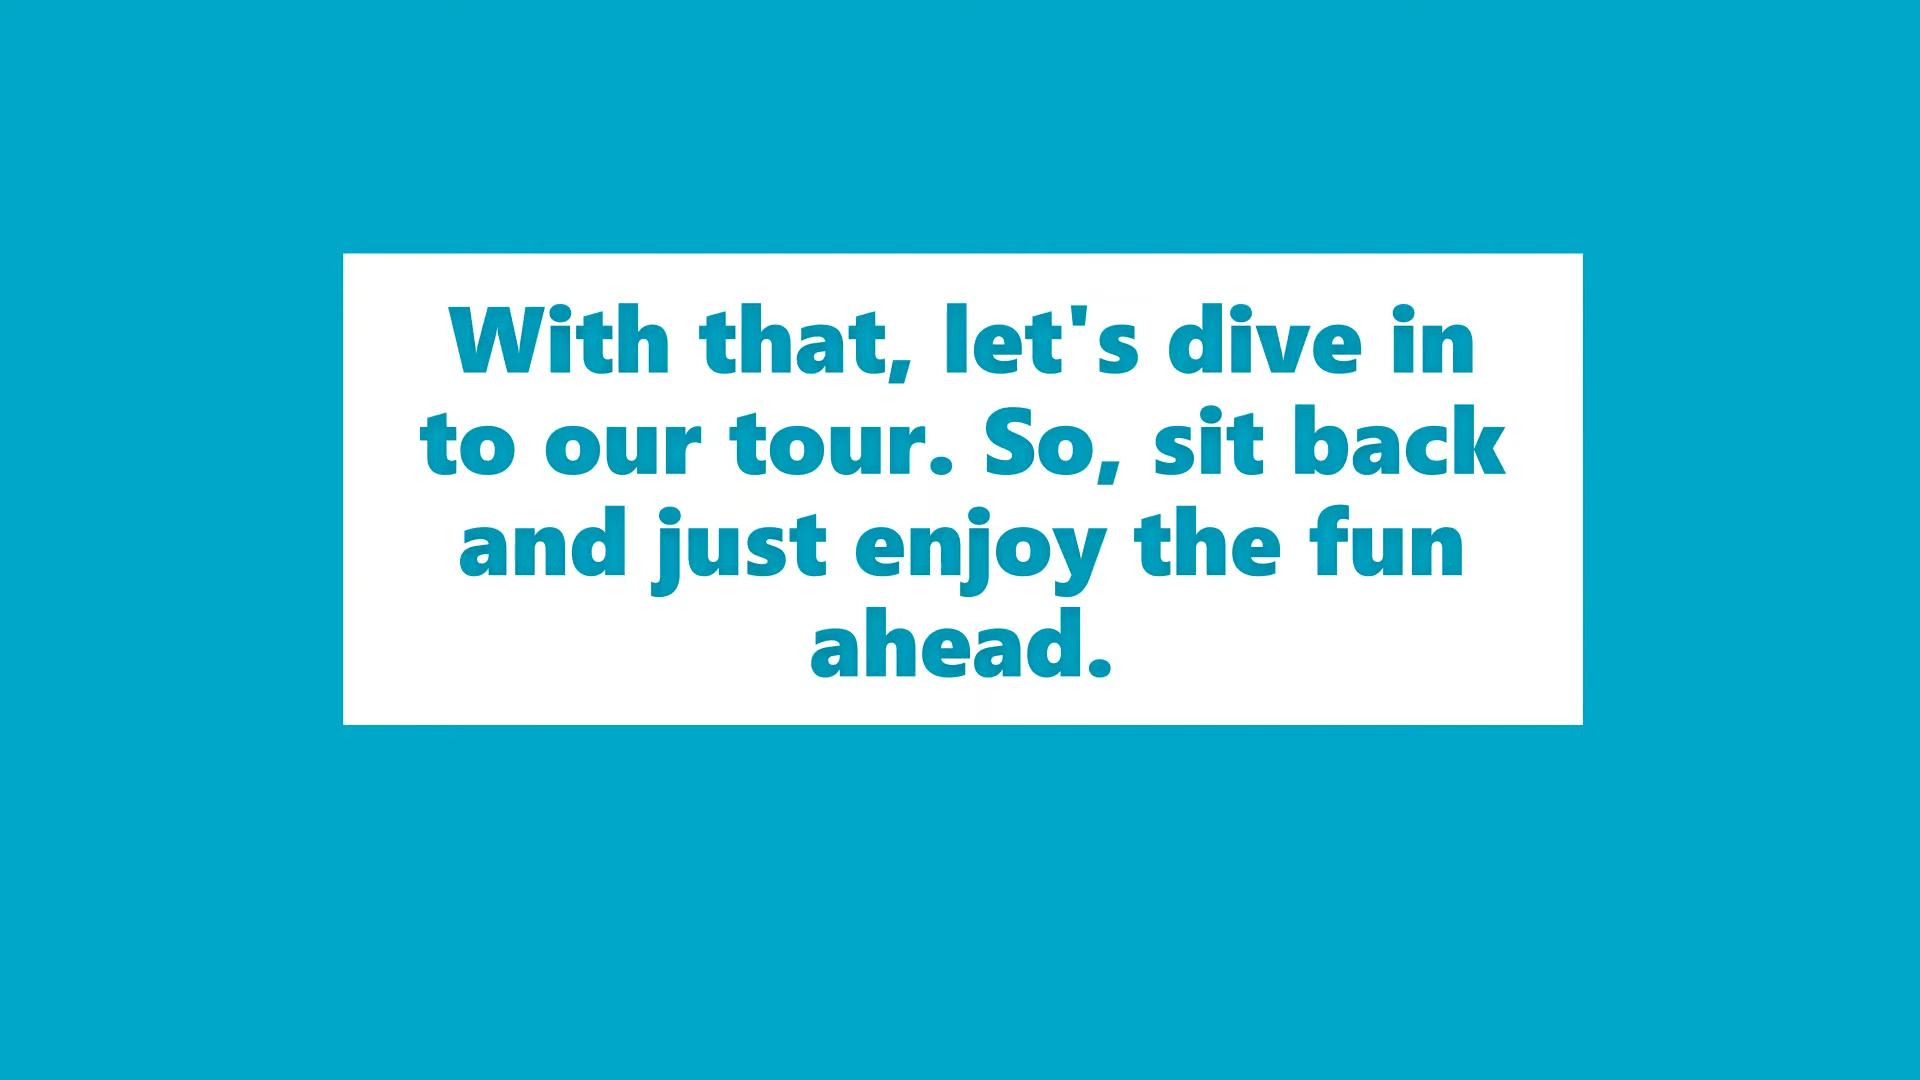 With that, let's dive in
to our tour. So, sit back
and just enjoy the fun
ahead.